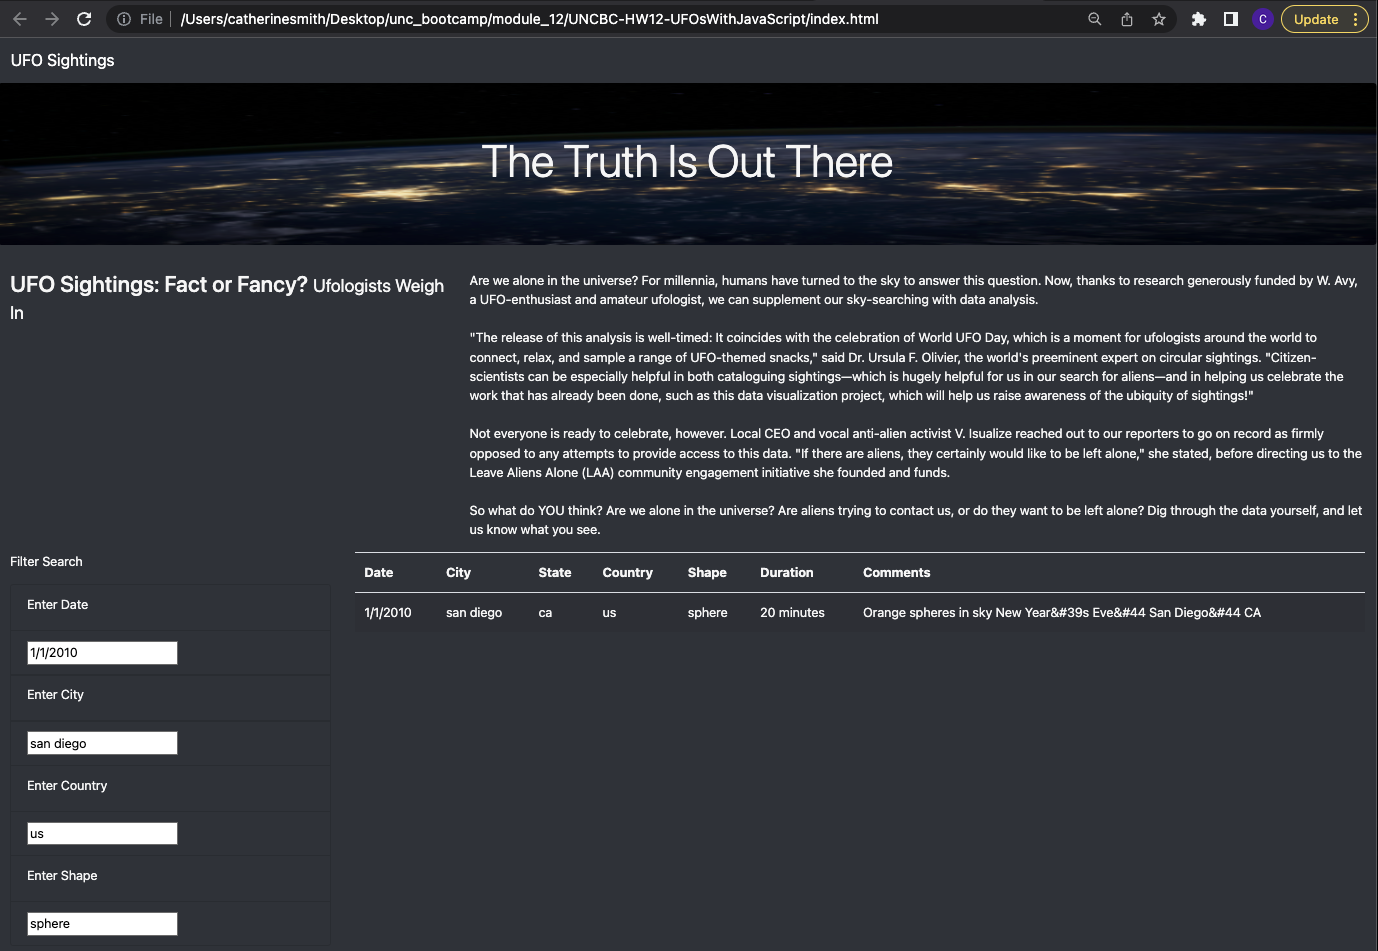 File | /Users/catherinesmith/Desktop/unc_bootcamp/module_12/UNCBC-HW12-UFOsWithJavaScript/index.html
C
Update
UFO Sightings
The Truth Is Out There
UFO Sightings: Fact or Fancy? Ufologists Weigh
In
Are we alone in the universe? For millennia, humans have turned to the sky to answer this question. Now, thanks to research generously funded by W. Avy,
a UFO-enthusiast and amateur ufologist, we can supplement our sky-searching with data analysis.
"The release of this analysis is well-timed: It coincides with the celebration of World UFO Day, which is a moment for ufologists around the world to
connect, relax, and sample a range of UFO-themed snacks," said Dr. Ursula F. Olivier, the world's preeminent expert on circular sightings. "Citizen-
scientists can be especially helpful in both cataloguing sightings—which is hugely helpful for us in our search for aliens—and in helping us celebrate the
work that has already been done, such as this data visualization project, which will help us raise awareness of the ubiquity of sightings!"
Not everyone is ready to celebrate, however. Local CEO and vocal anti-alien activist V. Isualize reached out to our reporters to go on record as firmly
opposed to any attempts to provide access to this data. "If there are aliens, they certainly would like to be left alone," she stated, before directing us to the
Leave Aliens Alone (LAA) community engagement initiative she founded and funds.
So what do YOU think? Are we alone in the universe? Are aliens trying to contact us, or do they want to be left alone? Dig through the data yourself, and let
us know what you see.
Filter Search
Enter Date
1/1/2010
Enter City
san diego
Enter Country
us
Enter Shape
sphere
Date City State Country Shape Duration Comments
1/1/2010 san diego ca us sphere 20 minutes Orange spheres in sky New Year&#39s Eve&#44 San Diego&#44 CA